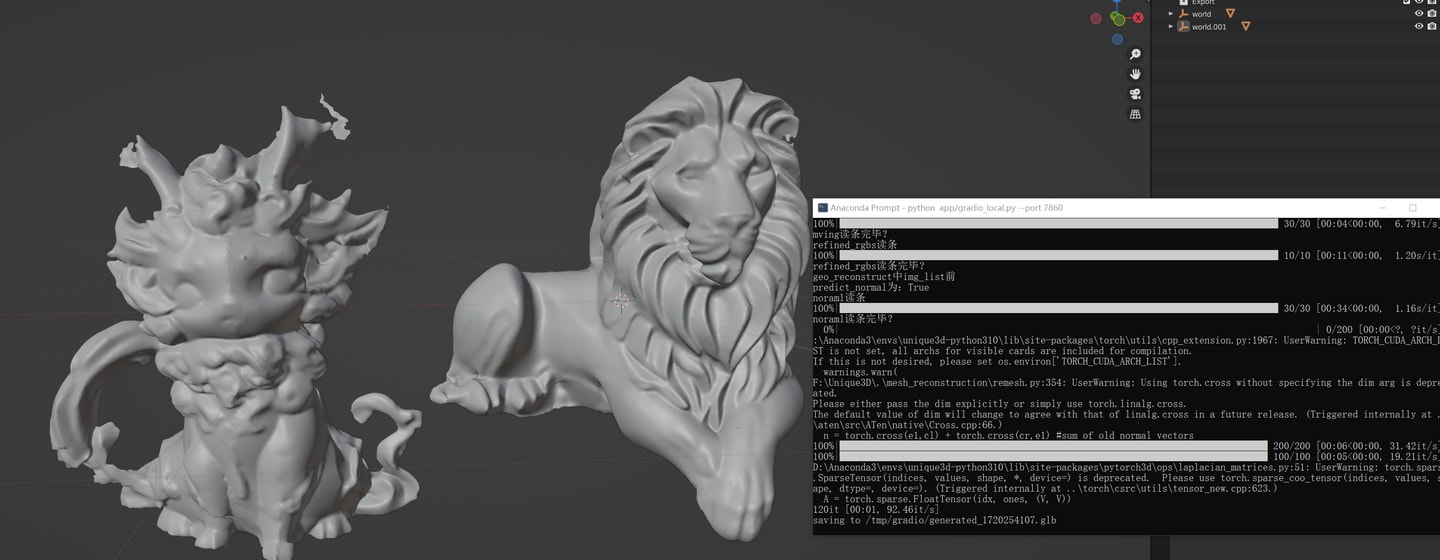 Export
world
world.001
Anaconda Prompt - python app/gradio_local.py --port 7860
100%| 30/30 [00:04<00:00, 6.79it/s]
mving读条完毕?
refined_rgbs读条
100%| 10/10 [00:11<00:00, 1.20s/it]
refined_rgbs读条完毕?
geo_reconstruct中img_list前
predict_normal为: True
noraml读条
100%| 30/30 [00:34<00:00, 1.16s/it]
noraml读条完毕?
0%| | 0/200 [00:00<?, ?it/s]
:\Anaconda3\envs\unique3d-python310\lib\site-packages\torch\utils\cpp_extension.py:1967: UserWarning: TORCH_CUDA_ARCH_
ST is not set, all archs for visible cards are included for compilation.
If this is not desired, please set os.environ['TORCH_CUDA_ARCH_LIST'].
warnings.warn(
F:\Unique3D\.\mesh_reconstruction\remesh.py:354: UserWarning: Using torch.cross without specifying the dim arg is depre
ated.
Please either pass the dim explicitly or simply use torch.linalg.cross.
The default value of dim will change to agree with that of linalg.cross in a future release. (Triggered internally at .
\aten\src\ATen\native\Cross.cpp:66.)
n = torch.cross(e1,cl) + torch.cross(cr,e1) #sum of old normal vectors
100%| 200/200 [00:06<00:00, 31.42it/s]
100%| 100/100 [00:05<00:00, 19.21it/s]
D:\Anaconda3\envs\unique3d-python310\lib\site-packages\pytorch3d\ops\laplacian_matrices.py:51: UserWarning: torch.spars
.SparseTensor(indices, values, shape, *, device=) is deprecated. Please use torch.sparse_coo_tensor(indices, values, s
ape, dtype=, device=). (Triggered internally at ..\torch\csrc\utils\tensor_new.cpp:623.)
A = torch.sparse.FloatTensor(idx, ones, (V, V))
120it [00:01, 92.46it/s]
saving to /tmp/gradio/generated_1720254107.glb